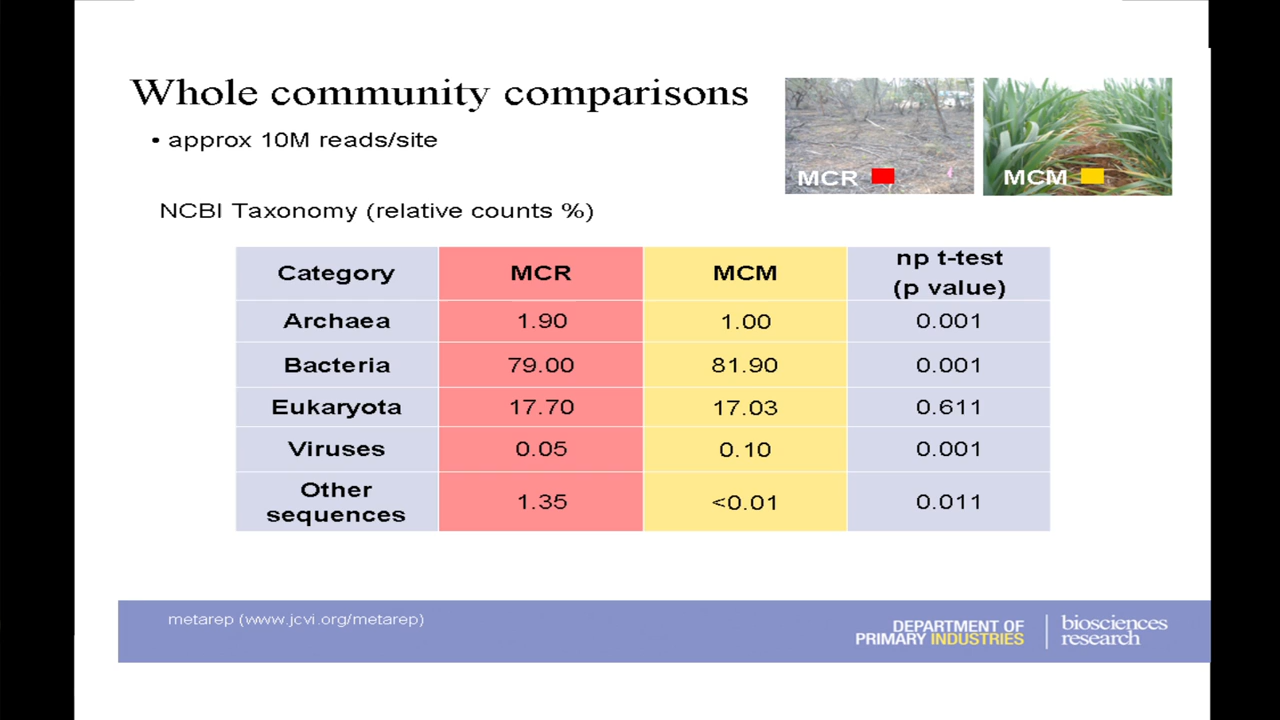 Whole community comparisons
• approx 10M reads/site
MCR
MCM
NCBI Taxonomy (relative counts %)
Category MCR MCM np t-test (p value)
Archaea 1.90 1.00 0.001
Bacteria 79.00 81.90 0.001
Eukaryota 17.70 17.03 0.611
Viruses 0.05 0.10 0.001
Other sequences 1.35 <0.01 0.011
metarep (www.jcvi.org/metarep)
DEPARTMENT OF
PRIMARY INDUSTRIES
biosciences
research